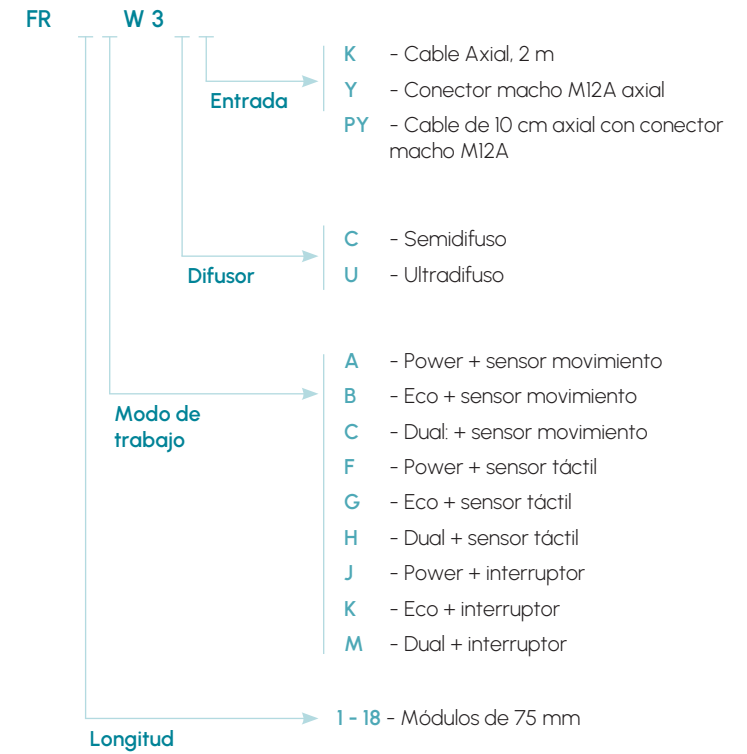 FR W 3
Entrada
K - Cable Axial, 2 m
Y - Conector macho M12A axial
PY - Cable de 10 cm axial con conector
macho M12A
Difusor
C - Semidifuso
U - Ultradifuso
Modo de
trabajo
A - Power + sensor movimiento
B - Eco + sensor movimiento
C - Dual: + sensor movimiento
F - Power + sensor táctil
G - Eco + sensor táctil
H - Dual + sensor táctil
J - Power + interruptor
K - Eco + interruptor
M - Dual + interruptor
Longitud
1 - 18 - Módulos de 75 mm